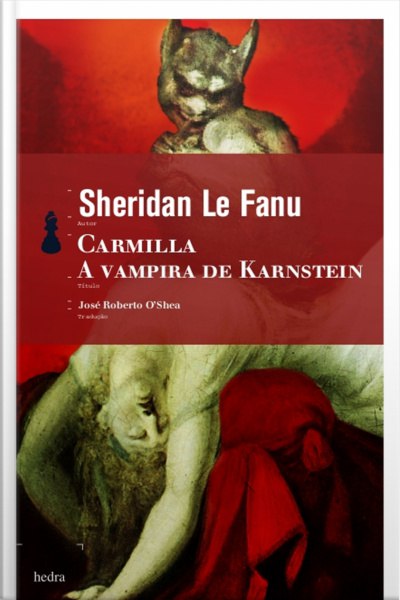 Sheridan Le Fanu
Autor
CARMILLA
A VAMPIRA DE KARNSTEIN
Título
José Roberto O'Shea
Tradução
hedra